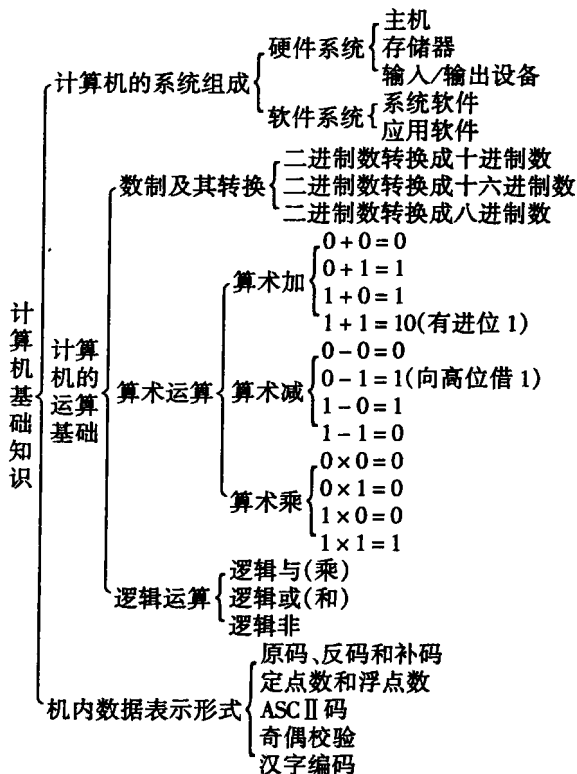 计算机基础知识
计算机的系统组成
硬件系统
主机
存储器
输入/输出设备
软件系统
系统软件
应用软件
计算机的运算基础
数制及其转换
二进制数转换成十进制数
二进制数转换成十六进制数
二进制数转换成八进制数
算术运算
算术加
0+0=0
0+1=1
1+0=1
1+1=10(有进位1)
算术减
0-0=0
0-1=1(向高位借1)
1-0=1
1-1=0
算术乘
0×0=0
0×1=0
1×0=0
1×1=1
逻辑运算
逻辑与(乘)
逻辑或(和)
逻辑非
机内数据表示形式
原码、反码和补码
定点数和浮点数
ASCⅡ码
奇偶校验
汉字编码